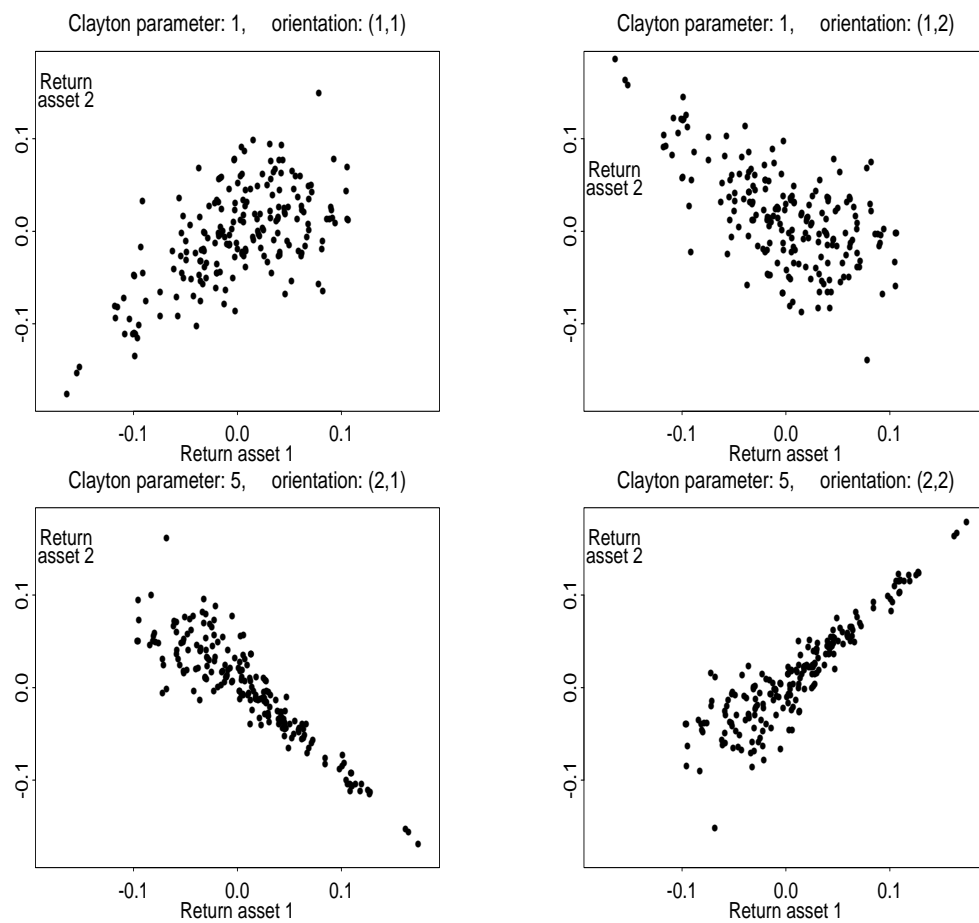 Clayton parameter: 1,    orientation: (1,1)
Return
asset 2
0.1
0.0
-0.1
-0.1 0.0 0.1
Return asset 1
Clayton parameter: 1,    orientation: (1,2)
Return
asset 2
0.1
0.0
-0.1
-0.1 0.0 0.1
Return asset 1
Clayton parameter: 5,    orientation: (2,1)
Return
asset 2
0.1
0.0
-0.1
-0.1 0.0 0.1
Return asset 1
Clayton parameter: 5,    orientation: (2,2)
Return
asset 2
0.1
0.0
-0.1
-0.1 0.0 0.1
Return asset 1